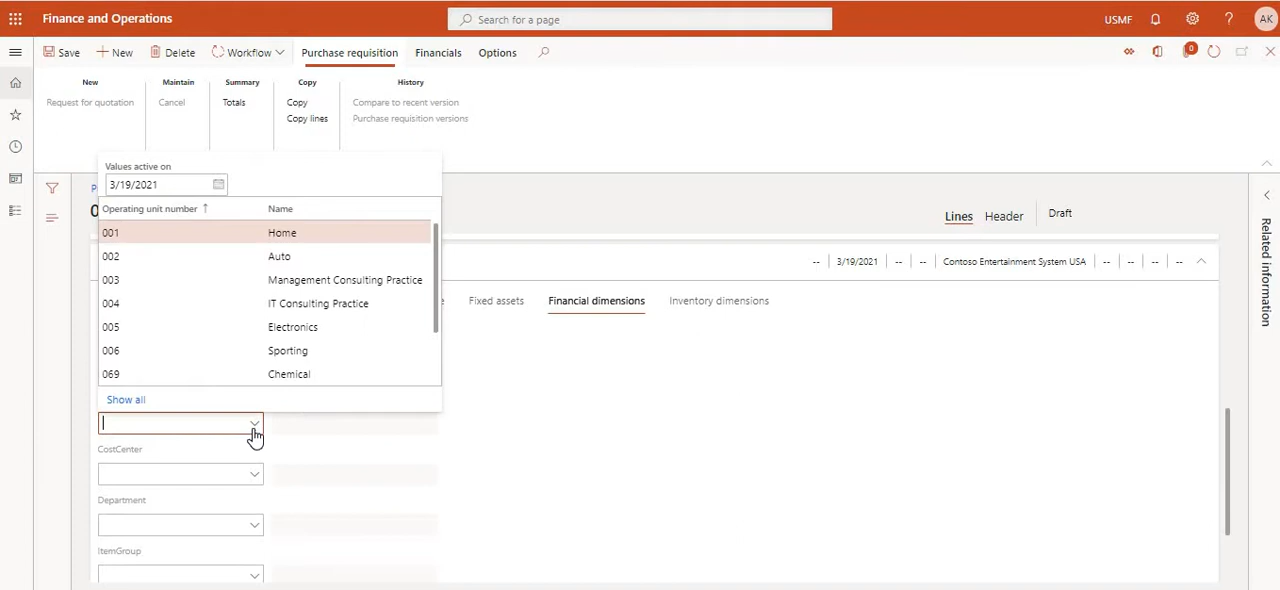 Finance and Operations
Search for a page
USMF
?
AK
Save
New
Delete
Workflow
Purchase requisition
Financials
Options
0
New
Maintain
Summary
Copy
History
Request for quotation
Cancel
Totals
Copy
Compare to recent version
Copy lines
Purchase requisition versions
Values active on
3/19/2021
P
0
Operating unit number
Name
Lines
Header
Draft
001 Home
002 Auto
003 Management Consulting Practice
004 IT Consulting Practice
005 Electronics
006 Sporting
069 Chemical
Show all
-- 3/19/2021 -- -- Contoso Entertainment System USA -- -- -- --
e
Fixed assets
Financial dimensions
Inventory dimensions
Related information
CostCenter
Department
ItemGroup